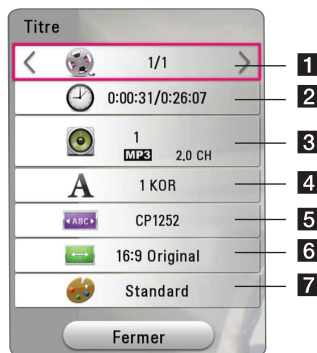 Titre
1/1
1
0:00:31/0:26:07
2
1
MP3 2,0 CH
3
A 1 KOR
4
ABC CP1252
5
16:9 Original
6
Standard
7
Fermer